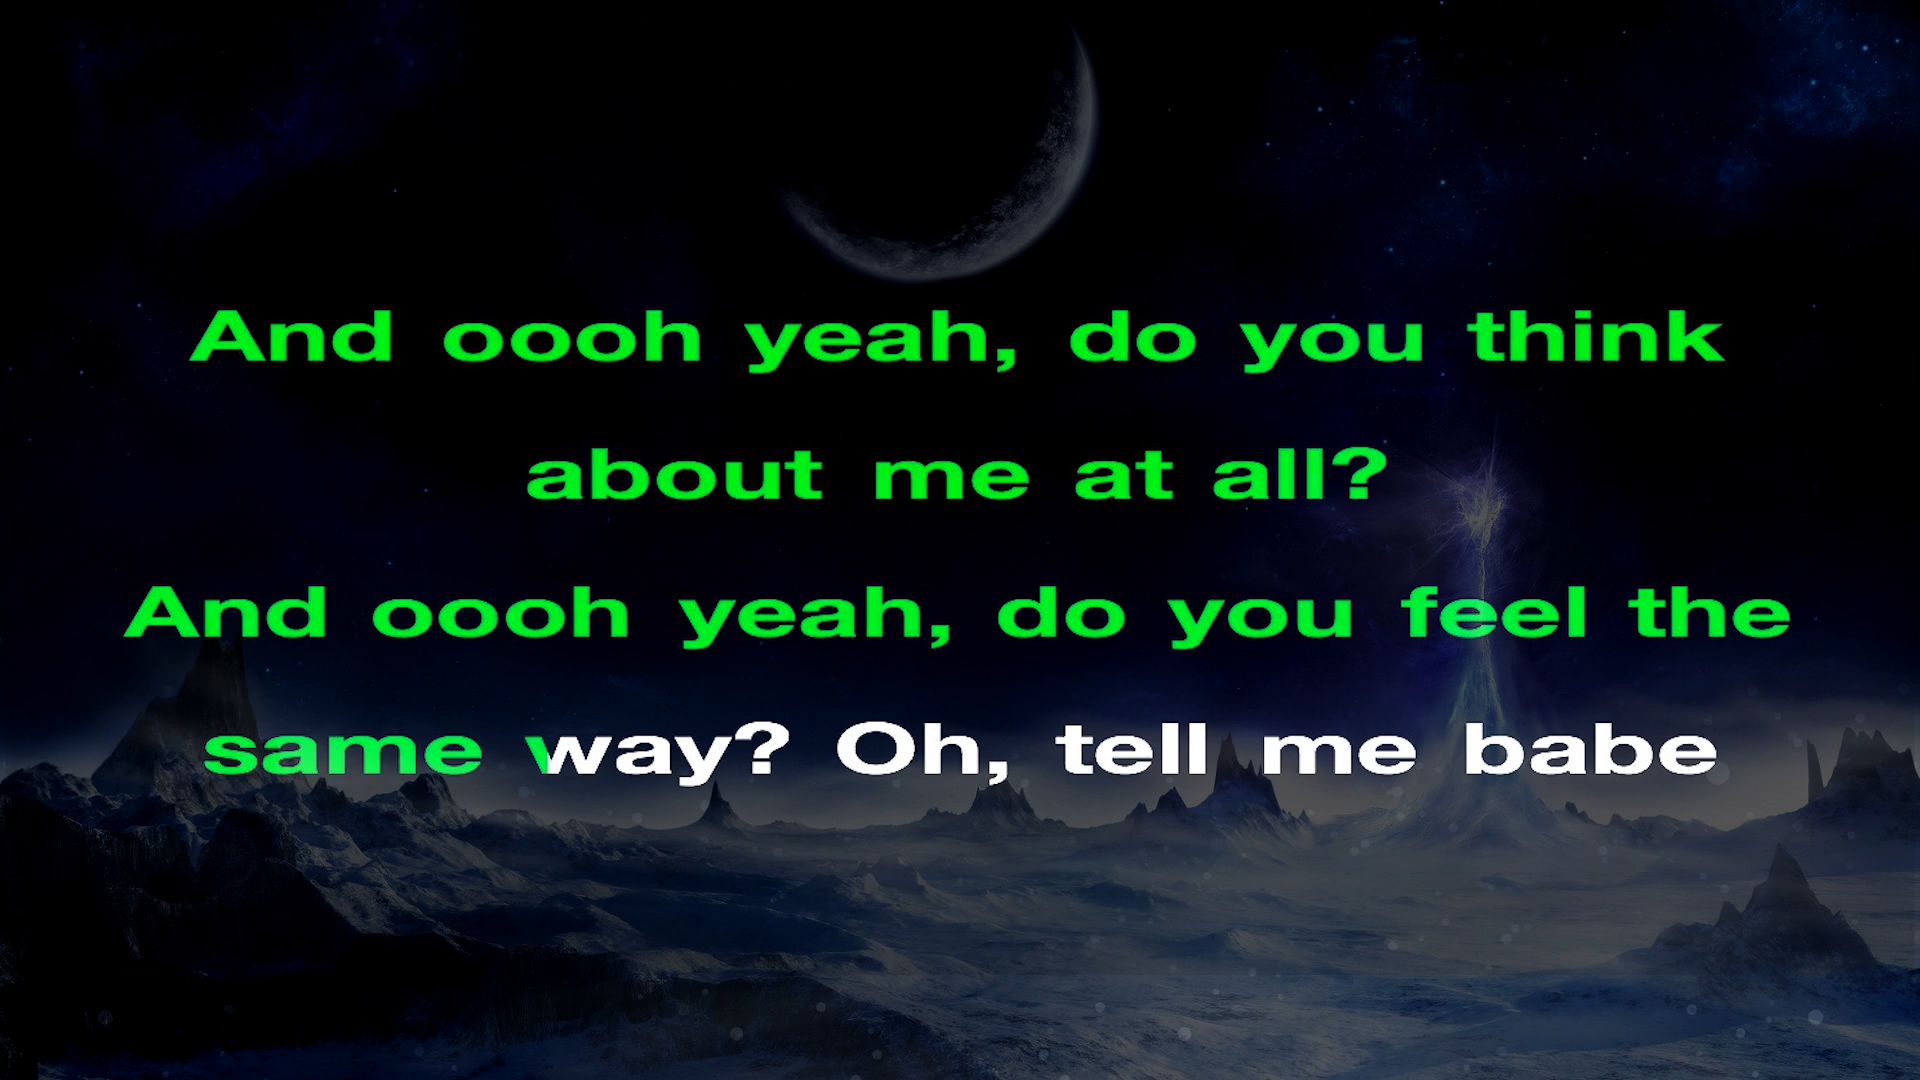 And oooh yeah, do you think
about me at all?
And oooh yeah, do you feel the
same way? Oh, tell me babe